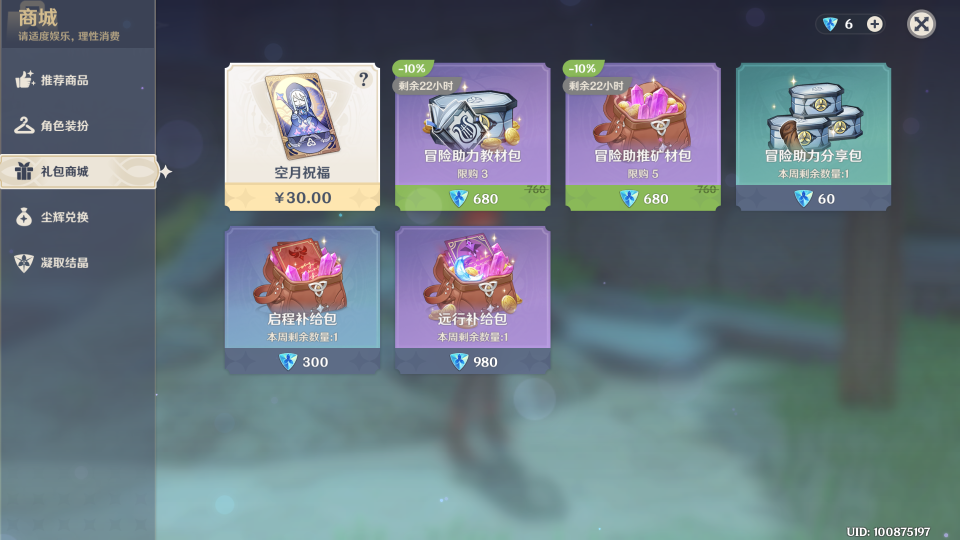 商城
请适度娱乐，理性消费
6
推荐商品
角色装扮
礼包商城
尘辉兑换
凝取结晶
?
空月祝福
¥30.00
-10%
剩余22小时
冒险助力教材包
限购 3
760
680
-10%
剩余22小时
冒险助推矿材包
限购 5
760
680
冒险助力分享包
本周剩余数量:1
60
启程补给包
本周剩余数量:1
300
远行补给包
本周剩余数量:1
980
UID: 100875197